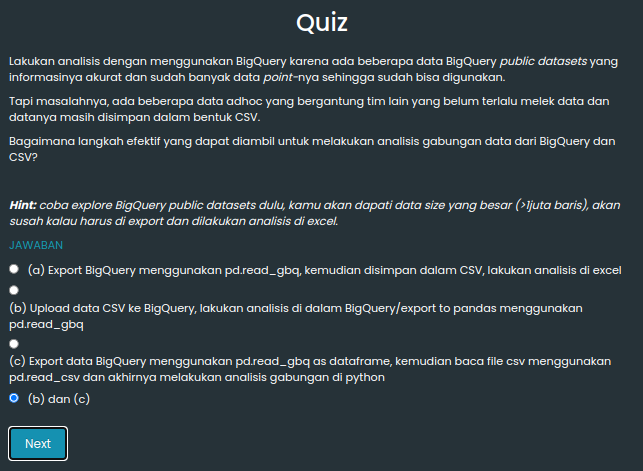 Quiz
Lakukan analisis dengan menggunakan BigQuery karena ada beberapa data BigQuery public datasets yang
informasinya akurat dan sudah banyak data point-nya sehingga sudah bisa digunakan.
Tapi masalahnya, ada beberapa data adhoc yang bergantung tim lain yang belum terlalu melek data dan
datanya masih disimpan dalam bentuk CSV.
Bagaimana langkah efektif yang dapat diambil untuk melakukan analisis gabungan data dari BigQuery dan
CSV?
Hint: coba explore BigQuery public datasets dulu, kamu akan dapati data size yang besar (>1juta baris), akan
susah kalau harus di export dan dilakukan analisis di excel.
JAWABAN
(a) Export BigQuery menggunakan pd.read_gbq, kemudian disimpan dalam CSV, lakukan analisis di excel
(b) Upload data CSV ke BigQuery, lakukan analisis di dalam BigQuery/export to pandas menggunakan
pd.read_gbq
(c) Export data BigQuery menggunakan pd.read_gbq as dataframe, kemudian baca file csv menggunakan
pd.read_csv dan akhirnya melakukan analisis gabungan di python
(b) dan (c)
Next